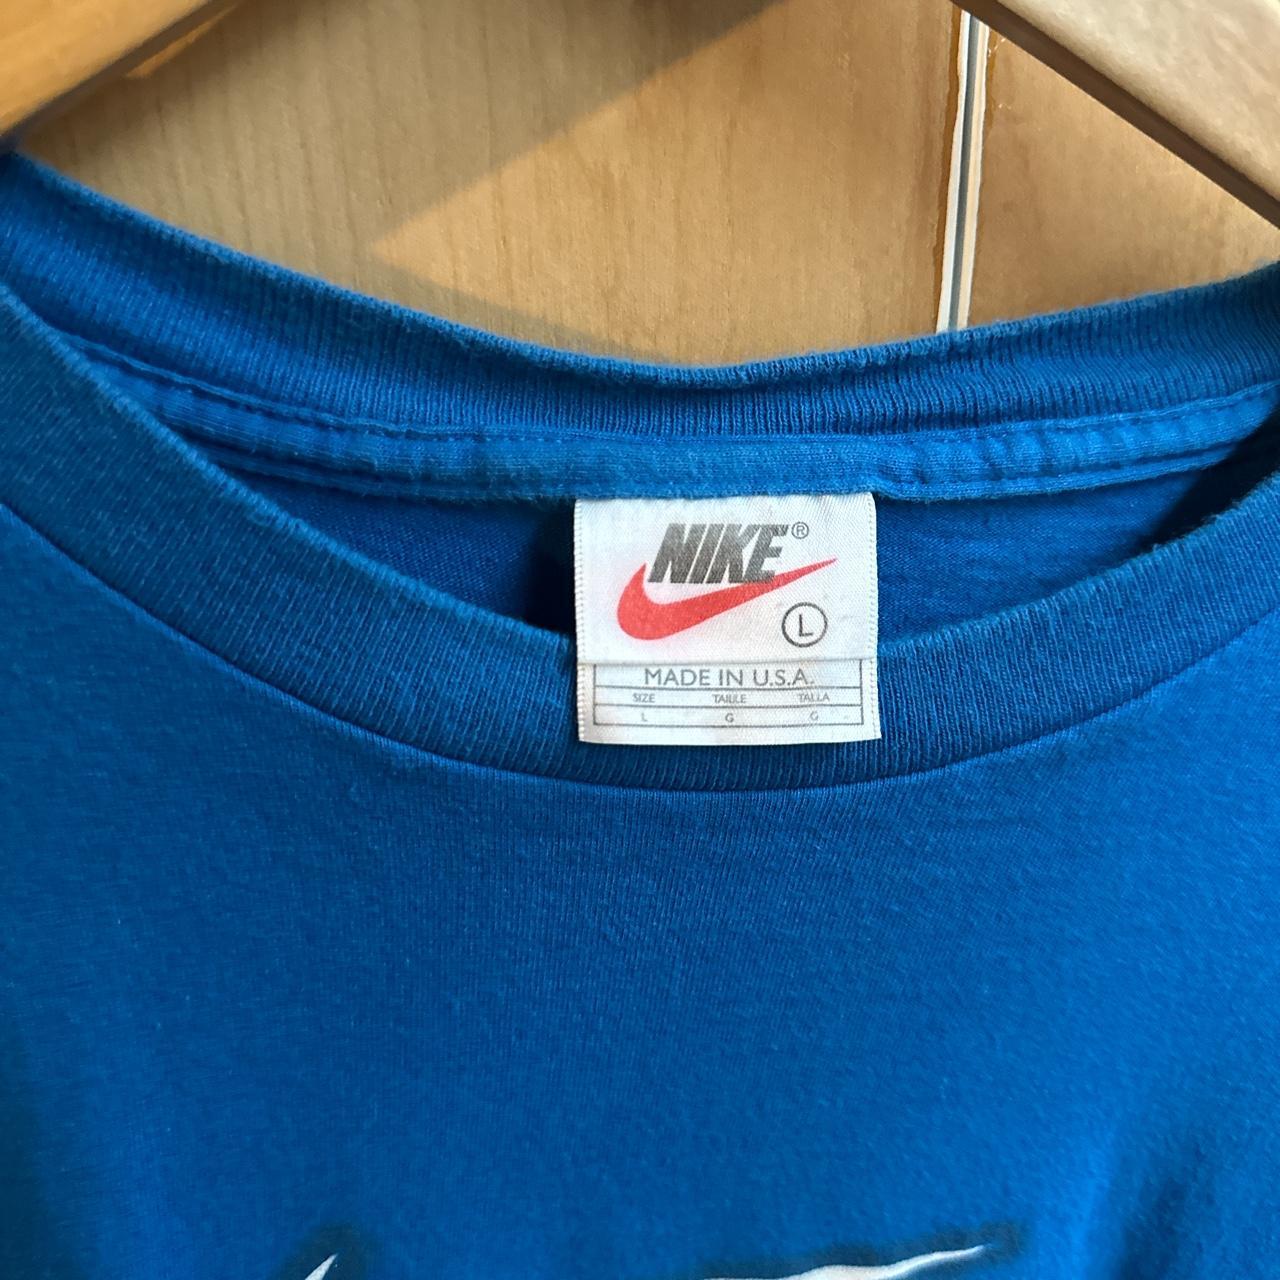 NIKE®
L
MADE IN U.S.A.
SIZE TAILLE TALLA
L G G